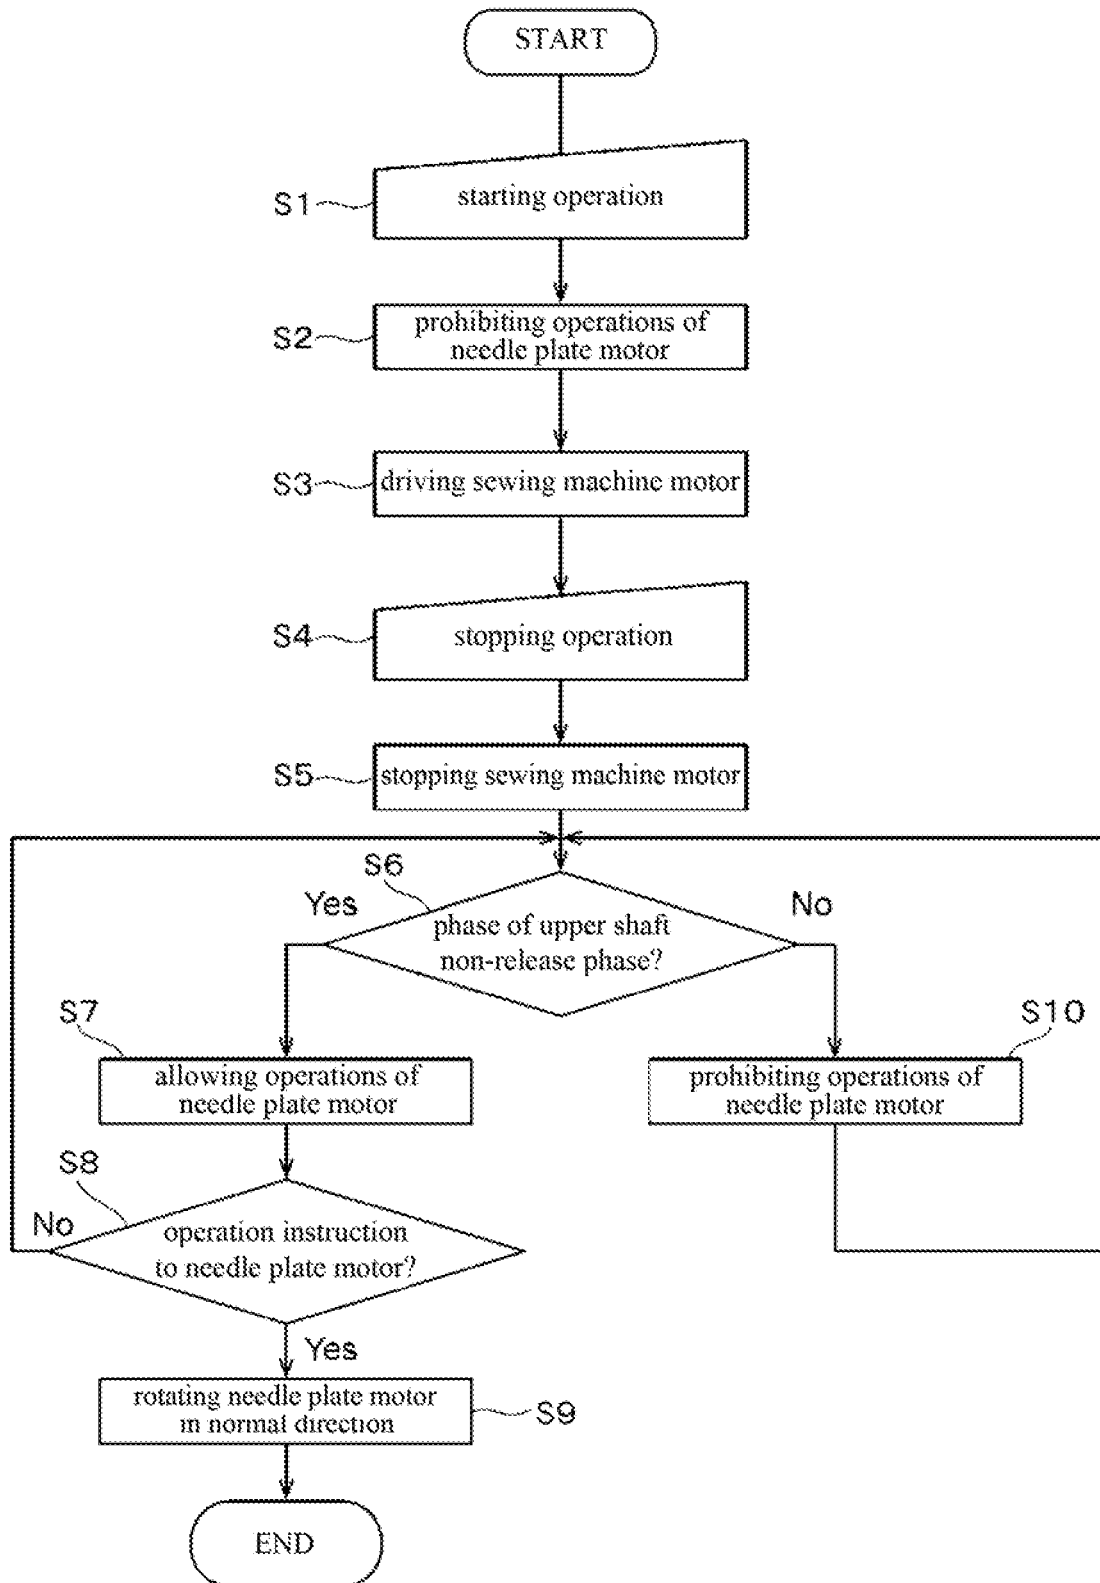 START
S1
starting operation
S2
prohibiting operations of
needle plate motor
S3
driving sewing machine motor
S4
stopping operation
S5
stopping sewing machine motor
S6
Yes
No
phase of upper shaft
non-release phase?
S7
allowing operations of
needle plate motor
S10
prohibiting operations of
needle plate motor
S8
No
operation instruction
to needle plate motor?
Yes
rotating needle plate motor
in normal direction
S9
END